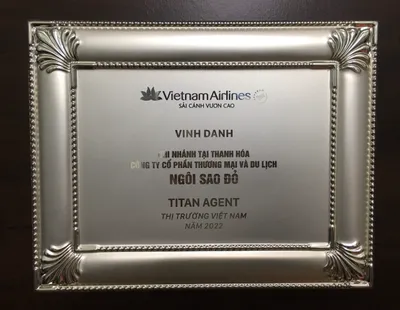 Vietnam Airlines
SẢI CÁNH VƯƠN CAO
VINH DANH
NHÁNH TẠI THANH HÓA
CÔNG TY CỔ PHẦN THƯƠNG MẠI VÀ DU LỊCH
NGÔI SAO ĐỎ
TITAN AGENT
THỊ TRƯỜNG VIỆT NAM
NĂM 2022